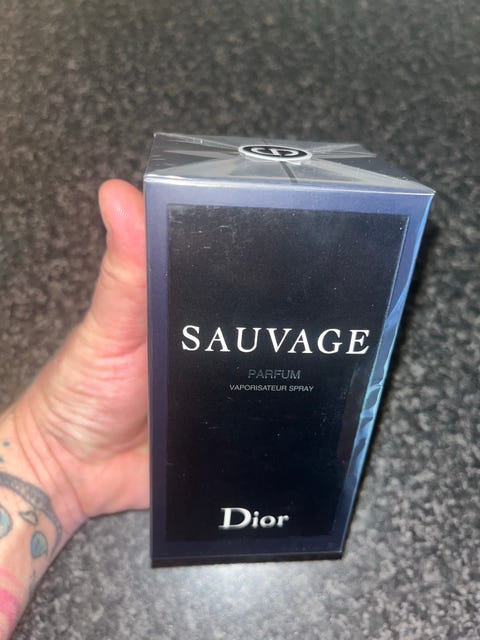 SAUVAGE
PARFUM
VAPORISATEUR SPRAY
Dior